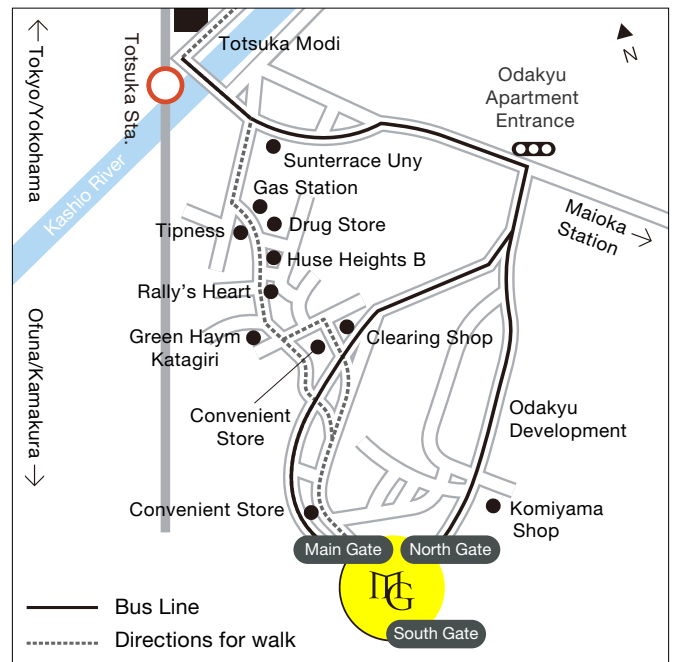 Totsuka Modi
N
←Tokyo/Yokohama
Totsuka Sta.
Odakyu
Apartment
Entrance
Sunterrace Uny
Kashio River
Gas Station
Drug Store
Maioka
Station
Tipness
Huse Heights B
Rally's Heart
Ofuna/Kamakura→
Green Haym
Katagiri
Clearing Shop
Convenient
Store
Odakyu
Development
Convenient Store
Komiyama
Shop
Main Gate
North Gate
MG
South Gate
Bus Line
Directions for walk